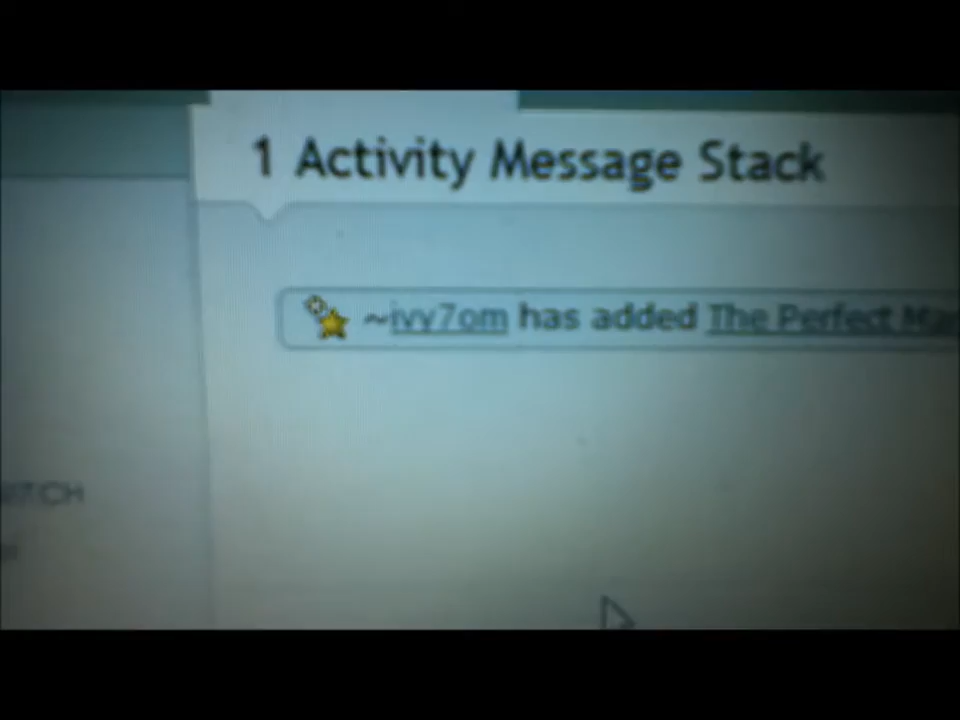 1 Activity Message Stack
~ivy7om has added The Perfect